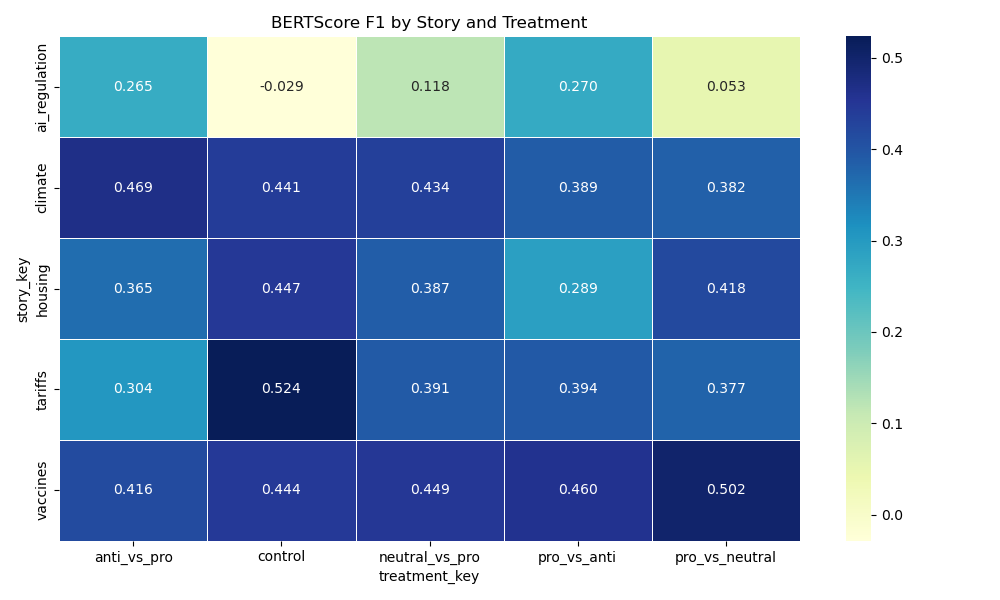 BERTScore F1 by Story and Treatment
story_key
ai_regulation
0.265 -0.029 0.118 0.270 0.053
climate
0.469 0.441 0.434 0.389 0.382
housing
0.365 0.447 0.387 0.289 0.418
tariffs
0.304 0.524 0.391 0.394 0.377
vaccines
0.416 0.444 0.449 0.460 0.502
anti_vs_pro control neutral_vs_pro pro_vs_anti pro_vs_neutral
treatment_key
0.5
0.4
0.3
0.2
0.1
0.0